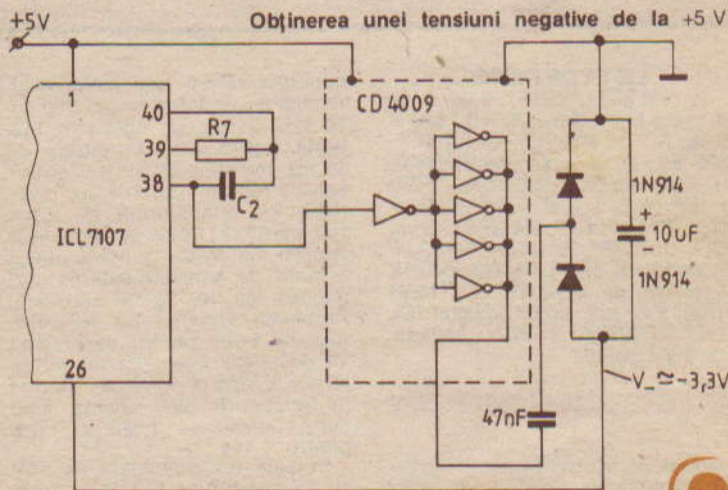 +5V
Obținerea unei tensiuni negative de la +5 V
1
40
39
38
R7
C2
ICL7107
26
CD 4009
1N914
+
10uF
-
1N914
47nF
V_ ≃ -3,3V